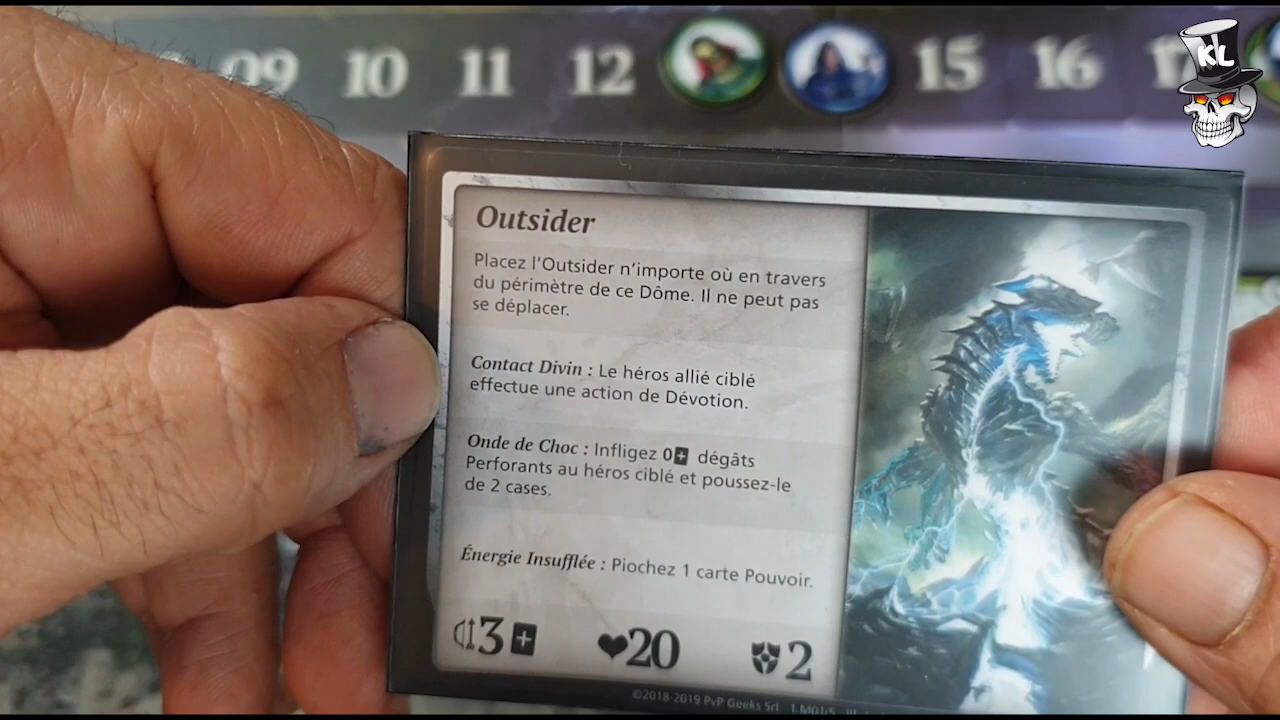 09 10 11 12 15 16
KL
Outsider
Placez l'Outsider n'importe où en travers
du périmètre de ce Dôme. Il ne peut pas
se déplacer.
Contact Divin : Le héros allié ciblé
effectue une action de Dévotion.
Onde de Choc : Infligez 0+ dégâts
Perforants au héros ciblé et poussez-le
de 2 cases.
Énergie Insufflée : Piochez 1 carte Pouvoir.
3+ 20 2
©2018-2019 PvP Geeks Srl